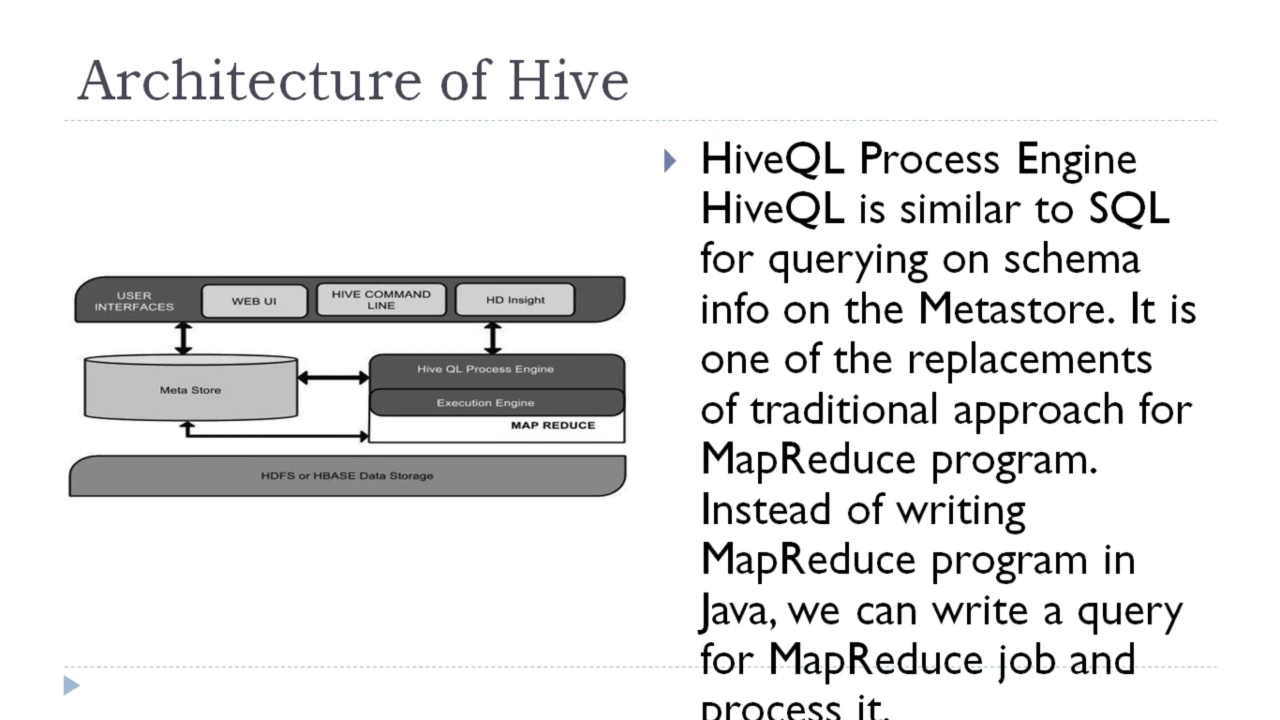 Architecture of Hive
USER
INTERFACES
WEB UI
HIVE COMMAND
LINE
HD Insight
Meta Store
Hive QL Process Engine
Execution Engine
MAP REDUCE
HDFS or HBASE Data Storage
HiveQL Process Engine
HiveQL is similar to SQL
for querying on schema
info on the Metastore. It is
one of the replacements
of traditional approach for
MapReduce program.
Instead of writing
MapReduce program in
Java, we can write a query
for MapReduce job and
process it.